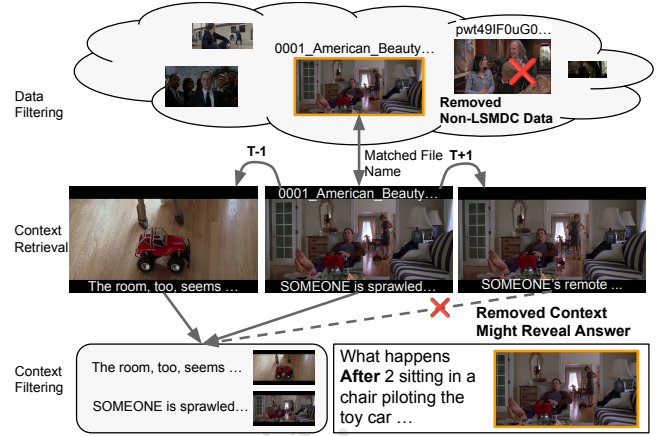 pwt49IF0uG0...
0001_American_Beauty...
Removed
Non-LSMDC Data
Data
Filtering
T-1
Matched File
Name
T+1
0001_American_Beauty...
Context
Retrieval
The room, too, seems ...
SOMEONE is sprawled...
SOMEONE's remote ...
Removed Context
Might Reveal Answer
Context
Filtering
The room, too, seems ...
SOMEONE is sprawled...
What happens
After 2 sitting in a
chair piloting the
toy car ...